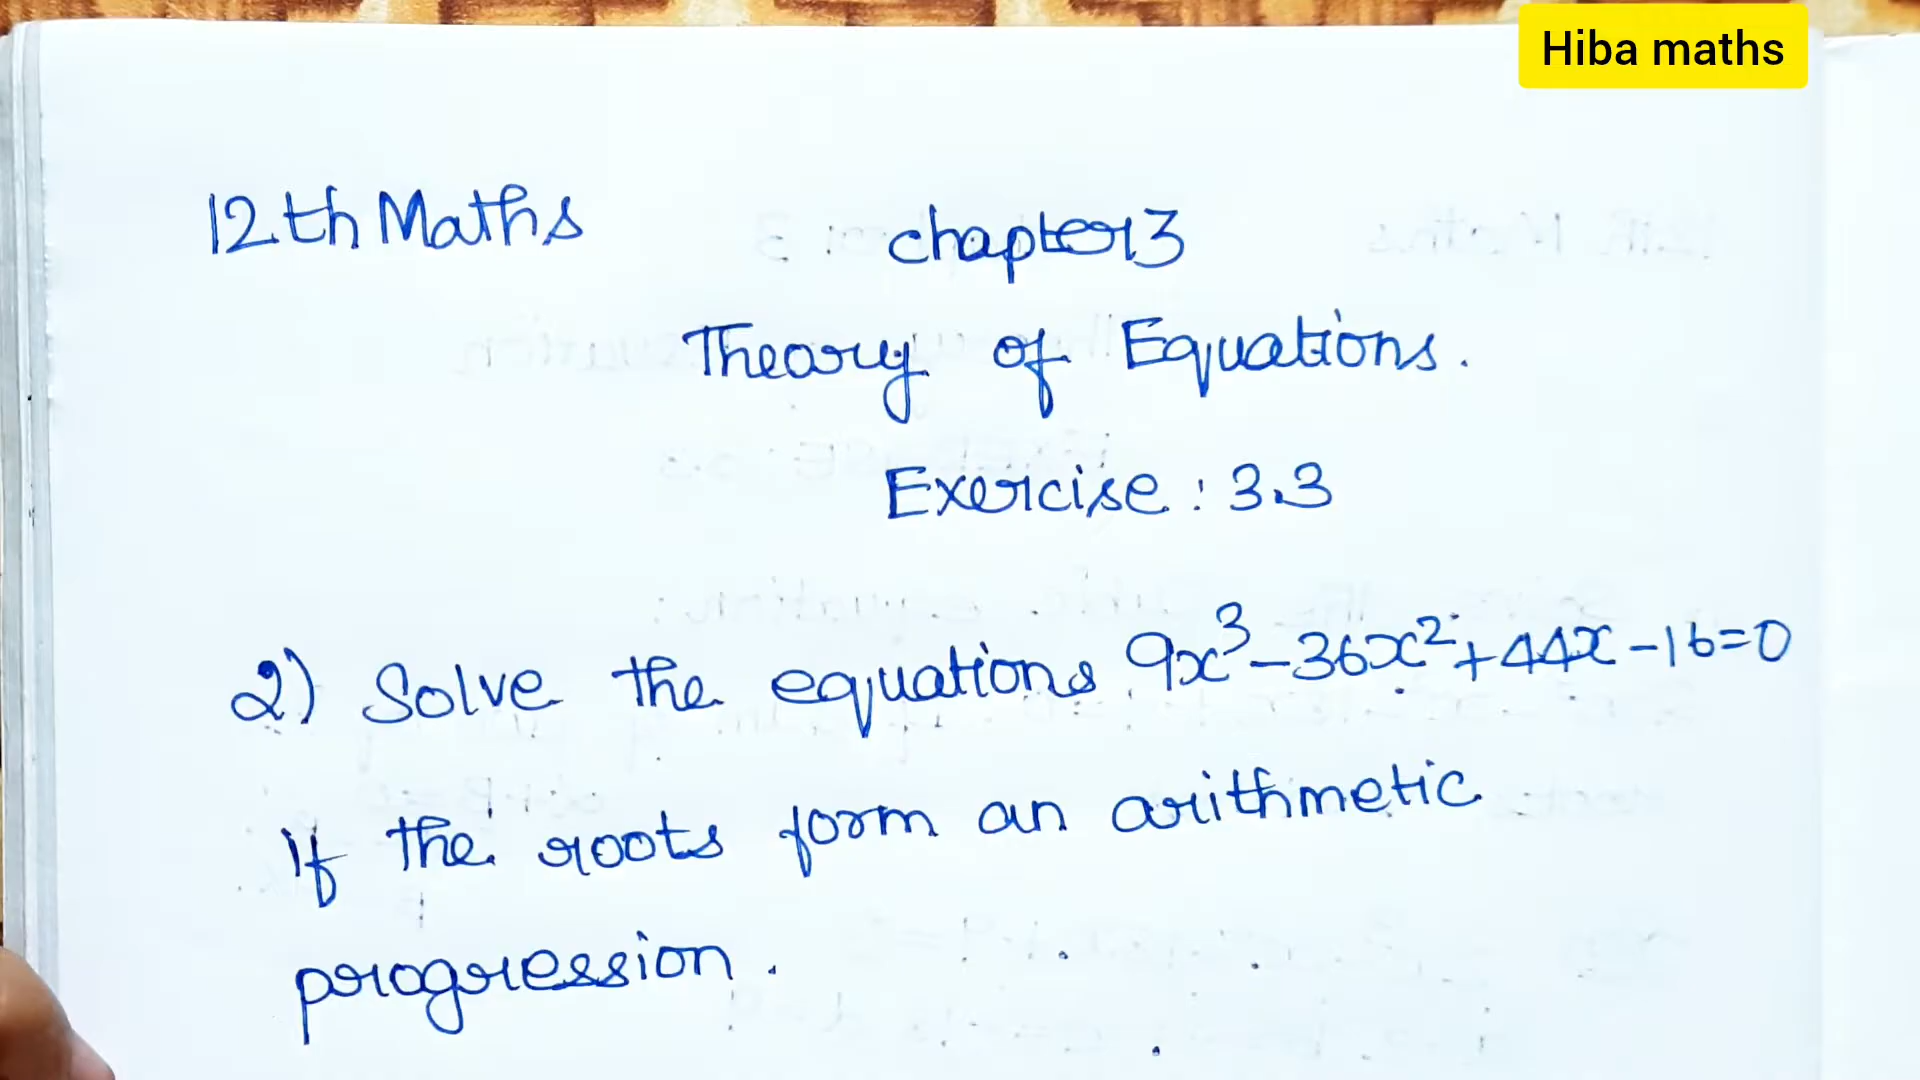 Hiba maths
12th Maths chapter 3
Theory of Equations.
Exercise : 3.3
2) Solve the equations 9x³-36x²+44x-16=0
if the roots form an arithmetic
progression.